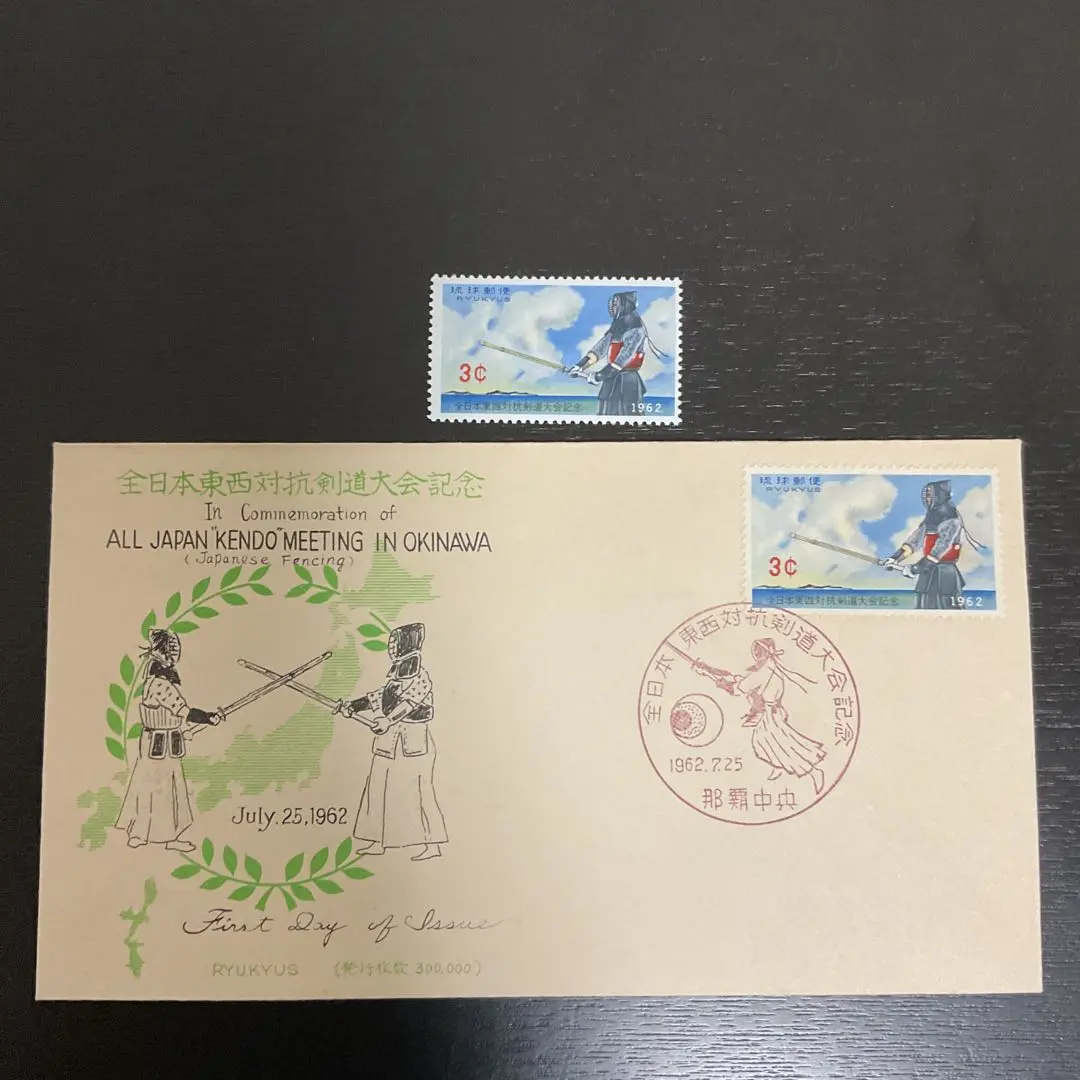 琉球郵便
RYUKYUS
3¢
全日本東西対抗剣道大会記念
1962
全日本東西対抗剣道大会記念
In Commemoration of
ALL JAPAN "KENDO" MEETING IN OKINAWA
(Japanese Fencing)
July. 25, 1962
First Day of Issue
RYUKYUS (発行枚数 300,000)
琉球郵便
RYUKYUS
3¢
全日本東西対抗剣道大会記念
1962
全日本東西対抗剣道大会記念
1962.7.25
那覇中央